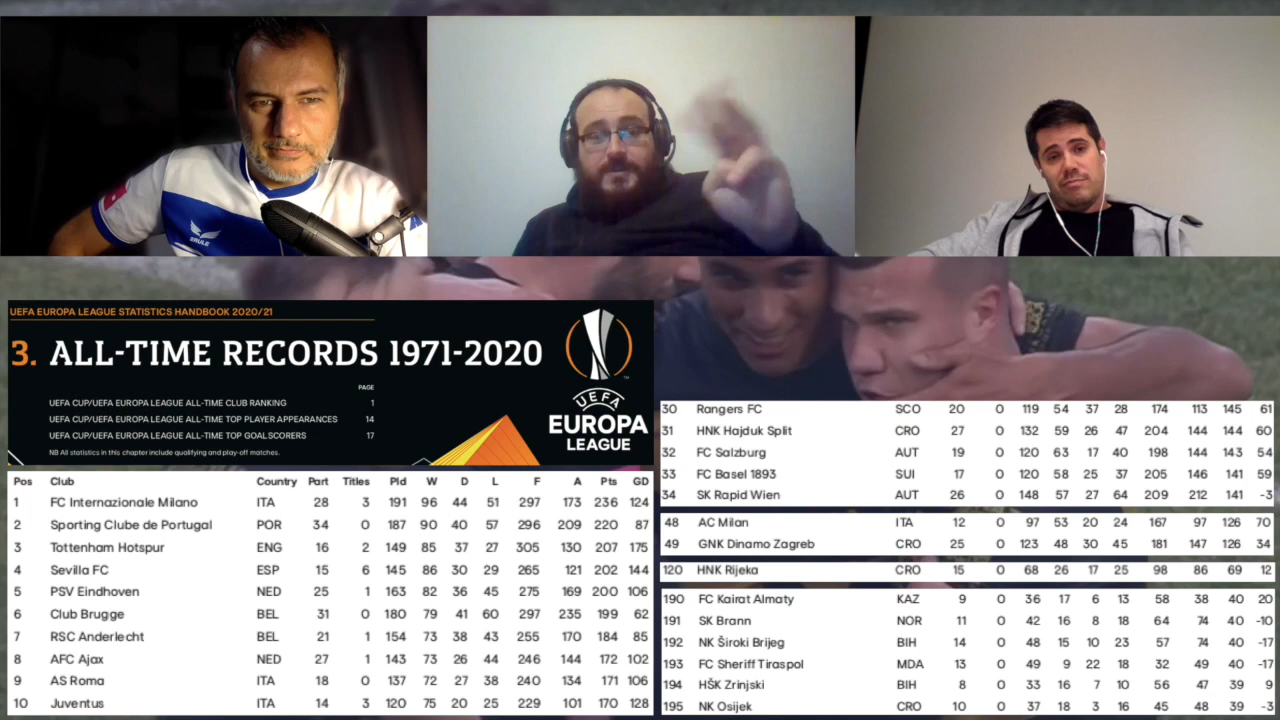 ERULE
UEFA EUROPA LEAGUE STATISTICS HANDBOOK 2020/21
3. ALL-TIME RECORDS 1971-2020
PAGE
UEFA CUP/UEFA EUROPA LEAGUE ALL-TIME CLUB RANKING 1
UEFA CUP/UEFA EUROPA LEAGUE ALL-TIME TOP PLAYER APPEARANCES 14
UEFA CUP/UEFA EUROPA LEAGUE ALL-TIME TOP GOALSCORERS 17
NB All statistics in this chapter include qualifying and play-off matches.
UEFA
EUROPA
LEAGUE
Pos Club Country Part Titles Pld W D L F A Pts GD
1 FC Internazionale Milano ITA 28 3 191 96 44 51 297 173 236 124
2 Sporting Clube de Portugal POR 34 0 187 90 40 57 296 209 220 87
3 Tottenham Hotspur ENG 16 2 149 85 37 27 305 130 207 175
4 Sevilla FC ESP 15 6 145 86 30 29 265 121 202 144
5 PSV Eindhoven NED 25 1 163 82 36 45 275 169 200 106
6 Club Brugge BEL 31 0 180 79 41 60 297 235 199 62
7 RSC Anderlecht BEL 21 1 154 73 38 43 255 170 184 85
8 AFC Ajax NED 27 1 143 73 26 44 246 144 172 102
9 AS Roma ITA 18 0 137 72 27 38 240 134 171 106
10 Juventus ITA 14 3 120 75 20 25 229 101 170 128
30 Rangers FC SCO 20 0 119 54 37 28 174 113 145 61
31 HNK Hajduk Split CRO 27 0 132 59 26 47 204 144 144 60
32 FC Salzburg AUT 19 0 120 63 17 40 198 144 143 54
33 FC Basel 1893 SUI 17 0 120 58 25 37 205 146 141 59
34 SK Rapid Wien AUT 26 0 148 57 27 64 209 212 141 -3
48 AC Milan ITA 12 0 97 53 20 24 167 97 126 70
49 GNK Dinamo Zagreb CRO 25 0 123 48 30 45 181 147 126 34
120 HNK Rijeka CRO 15 0 68 26 17 25 98 86 69 12
190 FC Kairat Almaty KAZ 9 0 36 17 6 13 58 38 40 20
191 SK Brann NOR 11 0 42 16 8 18 64 74 40 -10
192 NK Široki Brijeg BIH 14 0 48 15 10 23 57 74 40 -17
193 FC Sheriff Tiraspol MDA 13 0 49 9 22 18 32 49 40 -17
194 HŠK Zrinjski BIH 8 0 33 16 7 10 56 47 39 9
195 NK Osijek CRO 10 0 37 18 3 16 45 48 39 -3